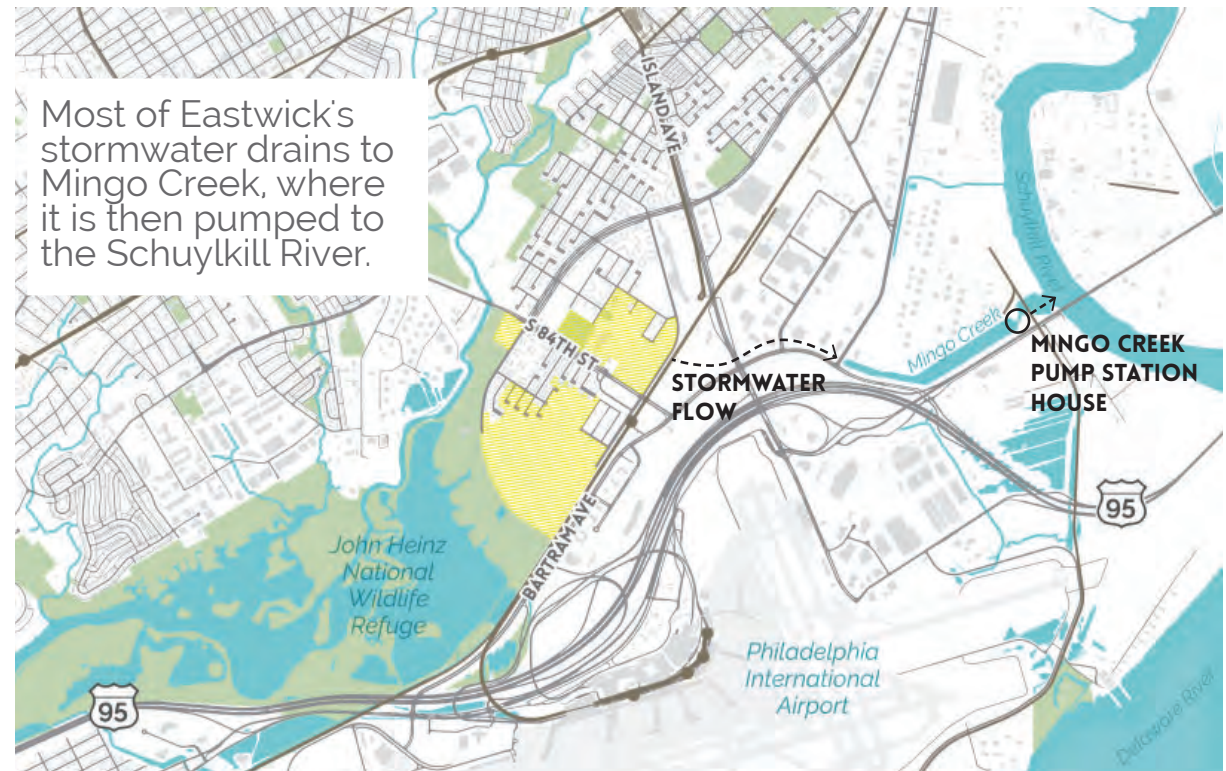 Most of Eastwick's
stormwater drains to
Mingo Creek, where
it is then pumped to
the Schuylkill River.
ISLAND AVE
Schuylkill River
S 84TH ST
Mingo Creek
STORMWATER
FLOW
MINGO CREEK
PUMP STATION
HOUSE
95
BARTRAM AVE
John Heinz
National
Wildlife
Refuge
Philadelphia
International
Airport
95
Delaware River